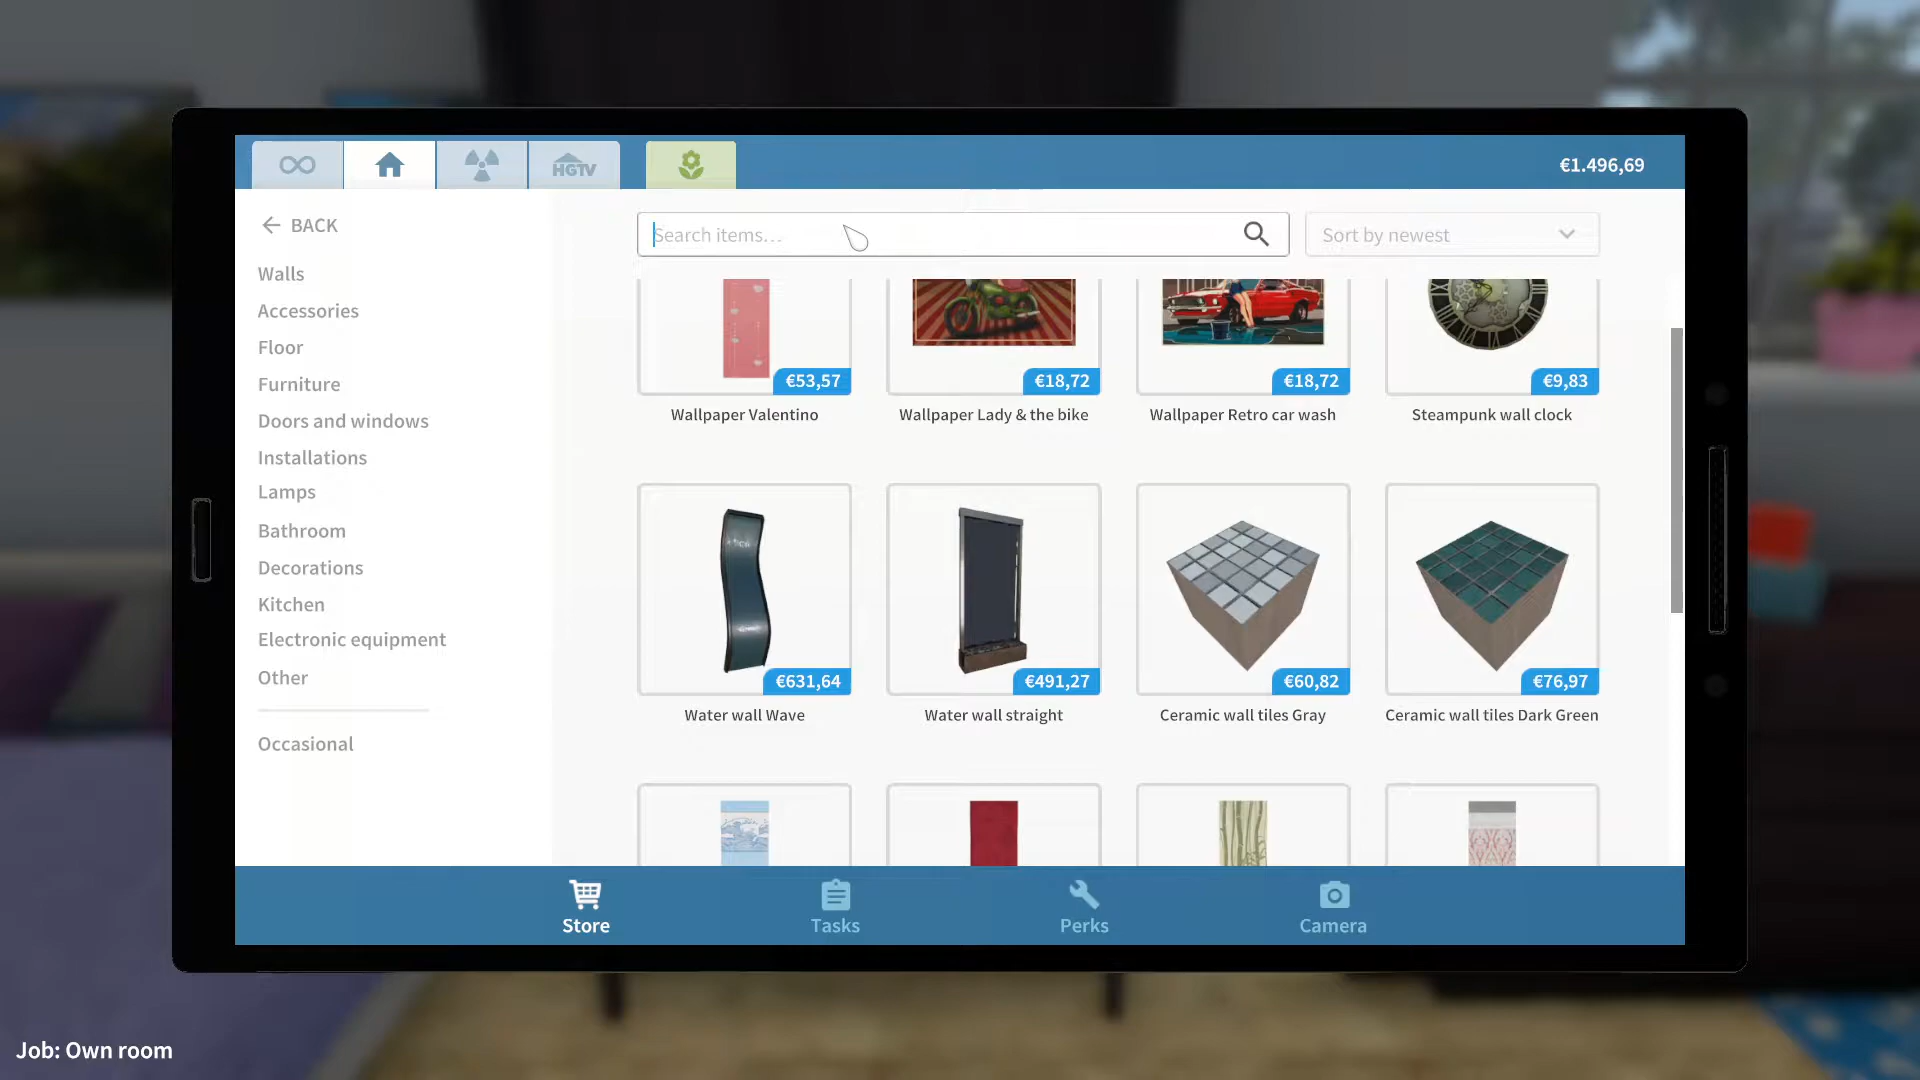 HGTV
€1.496,69
BACK
Search items...
Sort by newest
Walls
Accessories
Floor
Furniture
Doors and windows
Installations
Lamps
Bathroom
Decorations
Kitchen
Electronic equipment
Other
Occasional
€53,57
€18,72
€18,72
€9,83
Wallpaper Valentino
Wallpaper Lady & the bike
Wallpaper Retro car wash
Steampunk wall clock
€631,64
€491,27
€60,82
€76,97
Water wall Wave
Water wall straight
Ceramic wall tiles Gray
Ceramic wall tiles Dark Green
Store
Tasks
Perks
Camera
Job: Own room